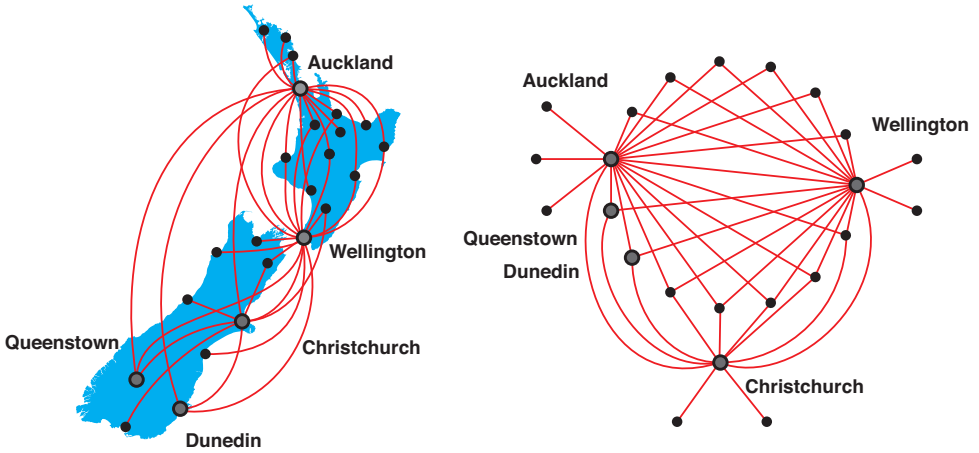 Auckland
Wellington
Queenstown
Christchurch
Dunedin
Auckland
Wellington
Queenstown
Dunedin
Christchurch